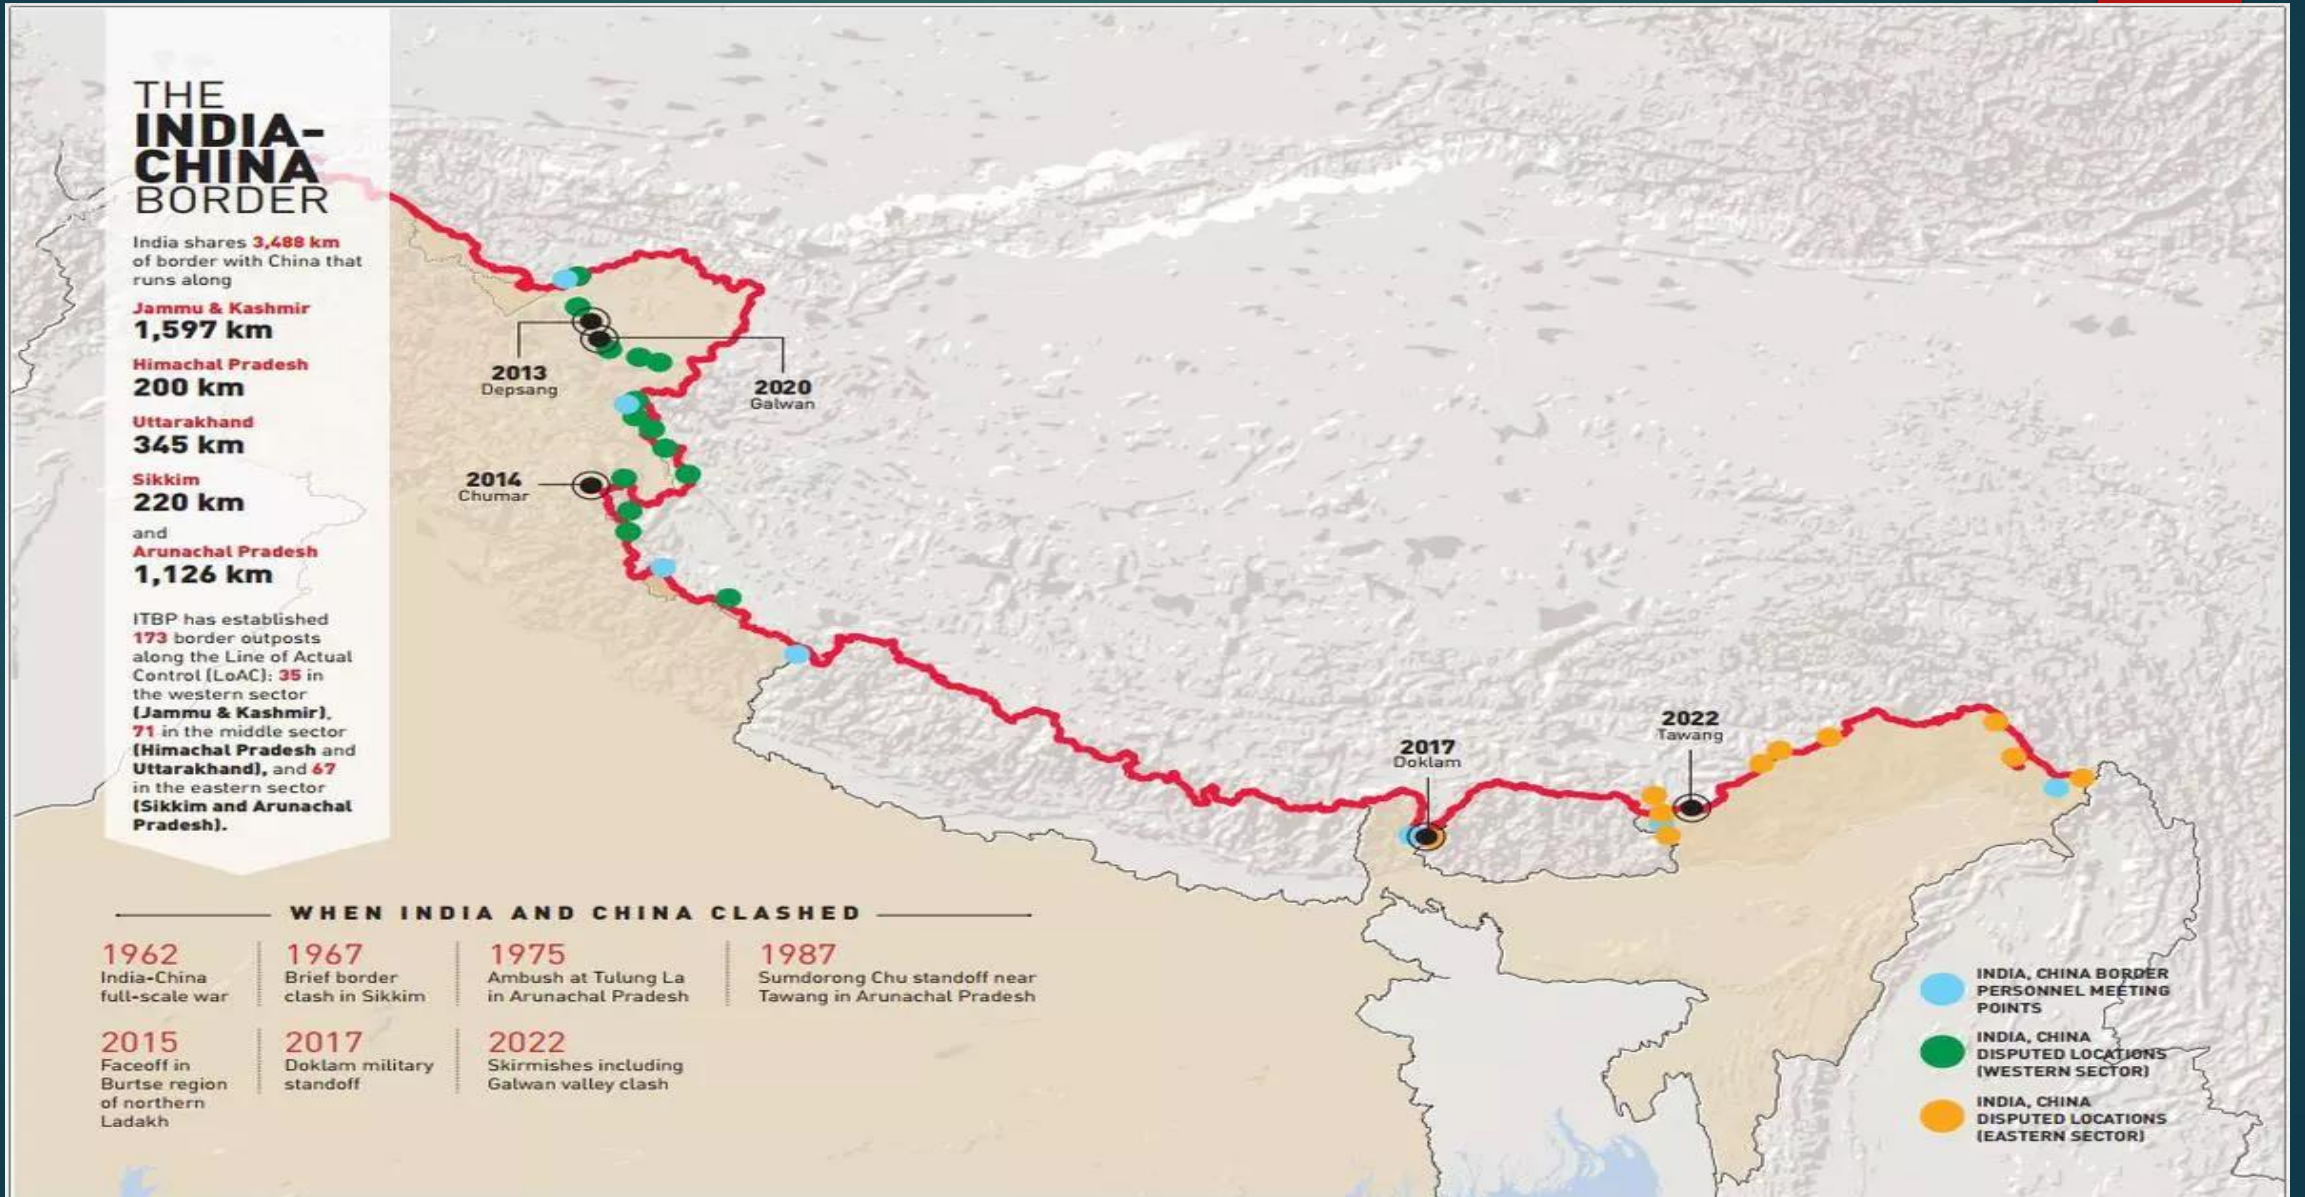 THE
INDIA-
CHINA
BORDER
India shares 3,488 km
of border with China that
runs along
Jammu & Kashmir
1,597 km
Himachal Pradesh
200 km
Uttarakhand
345 km
Sikkim
220 km
and
Arunachal Pradesh
1,126 km
ITBP has established
173 border outposts
along the Line of Actual
Control (LoAC): 35 in
the western sector
(Jammu & Kashmir),
71 in the middle sector
(Himachal Pradesh and
Uttarakhand), and 67
in the eastern sector
(Sikkim and Arunachal
Pradesh).
2013
Depsang
2020
Galwan
2014
Chumar
2017
Doklam
2022
Tawang
WHEN INDIA AND CHINA CLASHED
1962
India-China
full-scale war
1967
Brief border
clash in Sikkim
1975
Ambush at Tulung La
in Arunachal Pradesh
1987
Sumdorong Chu standoff near
Tawang in Arunachal Pradesh
2015
Faceoff in
Burtse region
of northern
Ladakh
2017
Doklam military
standoff
2022
Skirmishes including
Galwan valley clash
INDIA, CHINA BORDER
PERSONNEL MEETING
POINTS
INDIA, CHINA
DISPUTED LOCATIONS
(WESTERN SECTOR)
INDIA, CHINA
DISPUTED LOCATIONS
(EASTERN SECTOR)